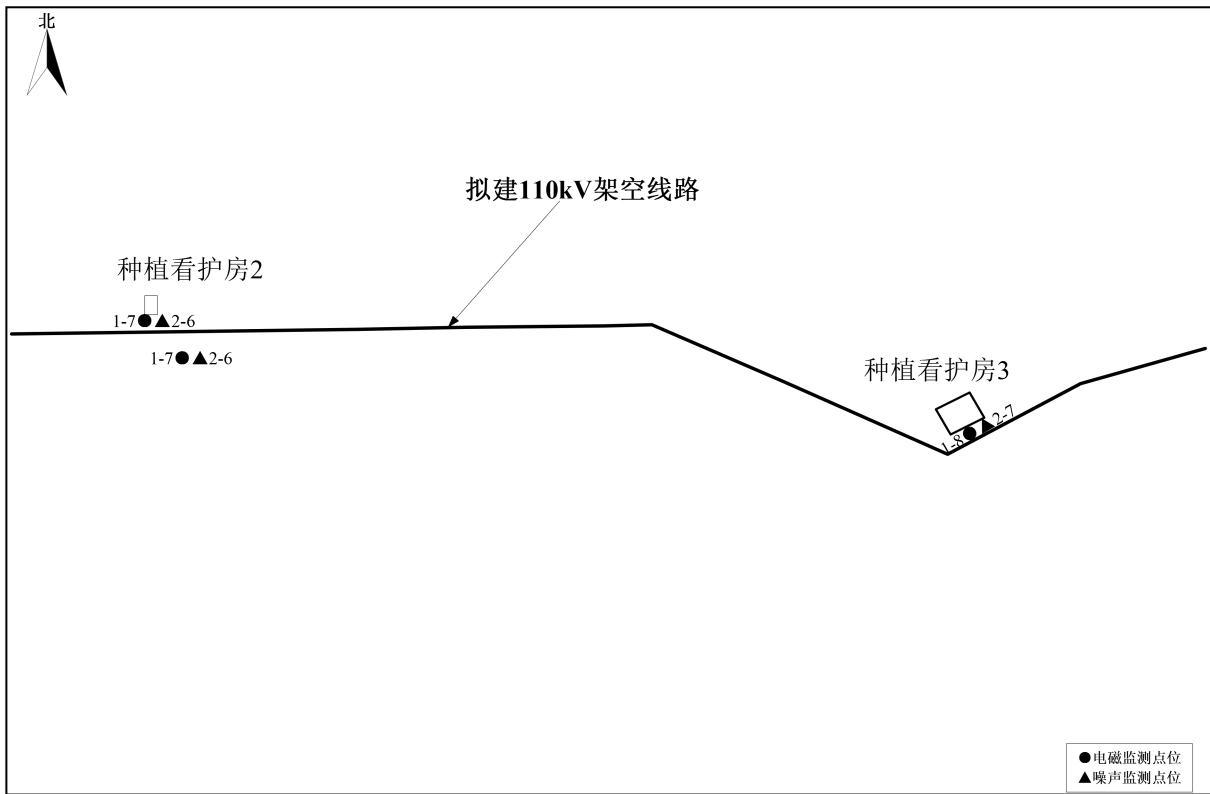 北
拟建110kV架空线路
种植看护房2
1-7 2-6
1-7 2-6
种植看护房3
1-8 2-7
电磁监测点位
噪声监测点位